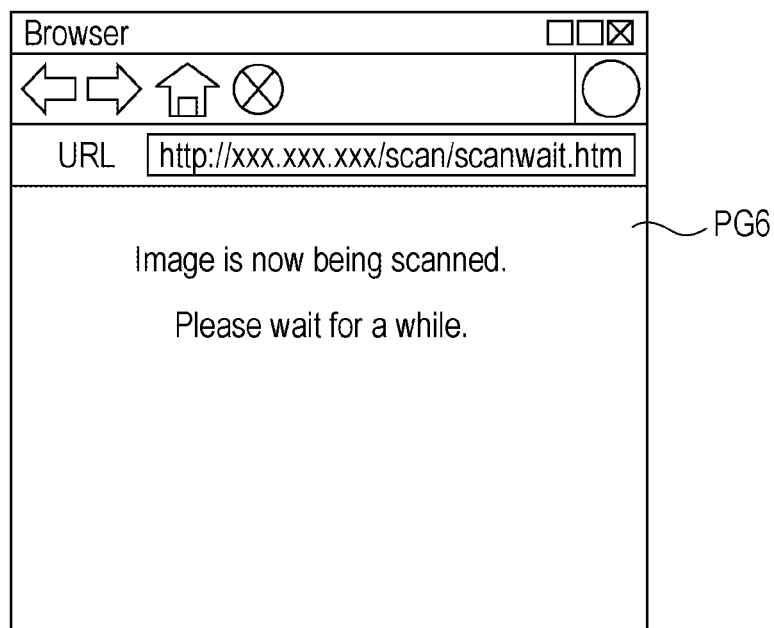 Browser
URL http://xxx.xxx.xxx/scan/scanwait.htm
PG6
Image is now being scanned.
Please wait for a while.